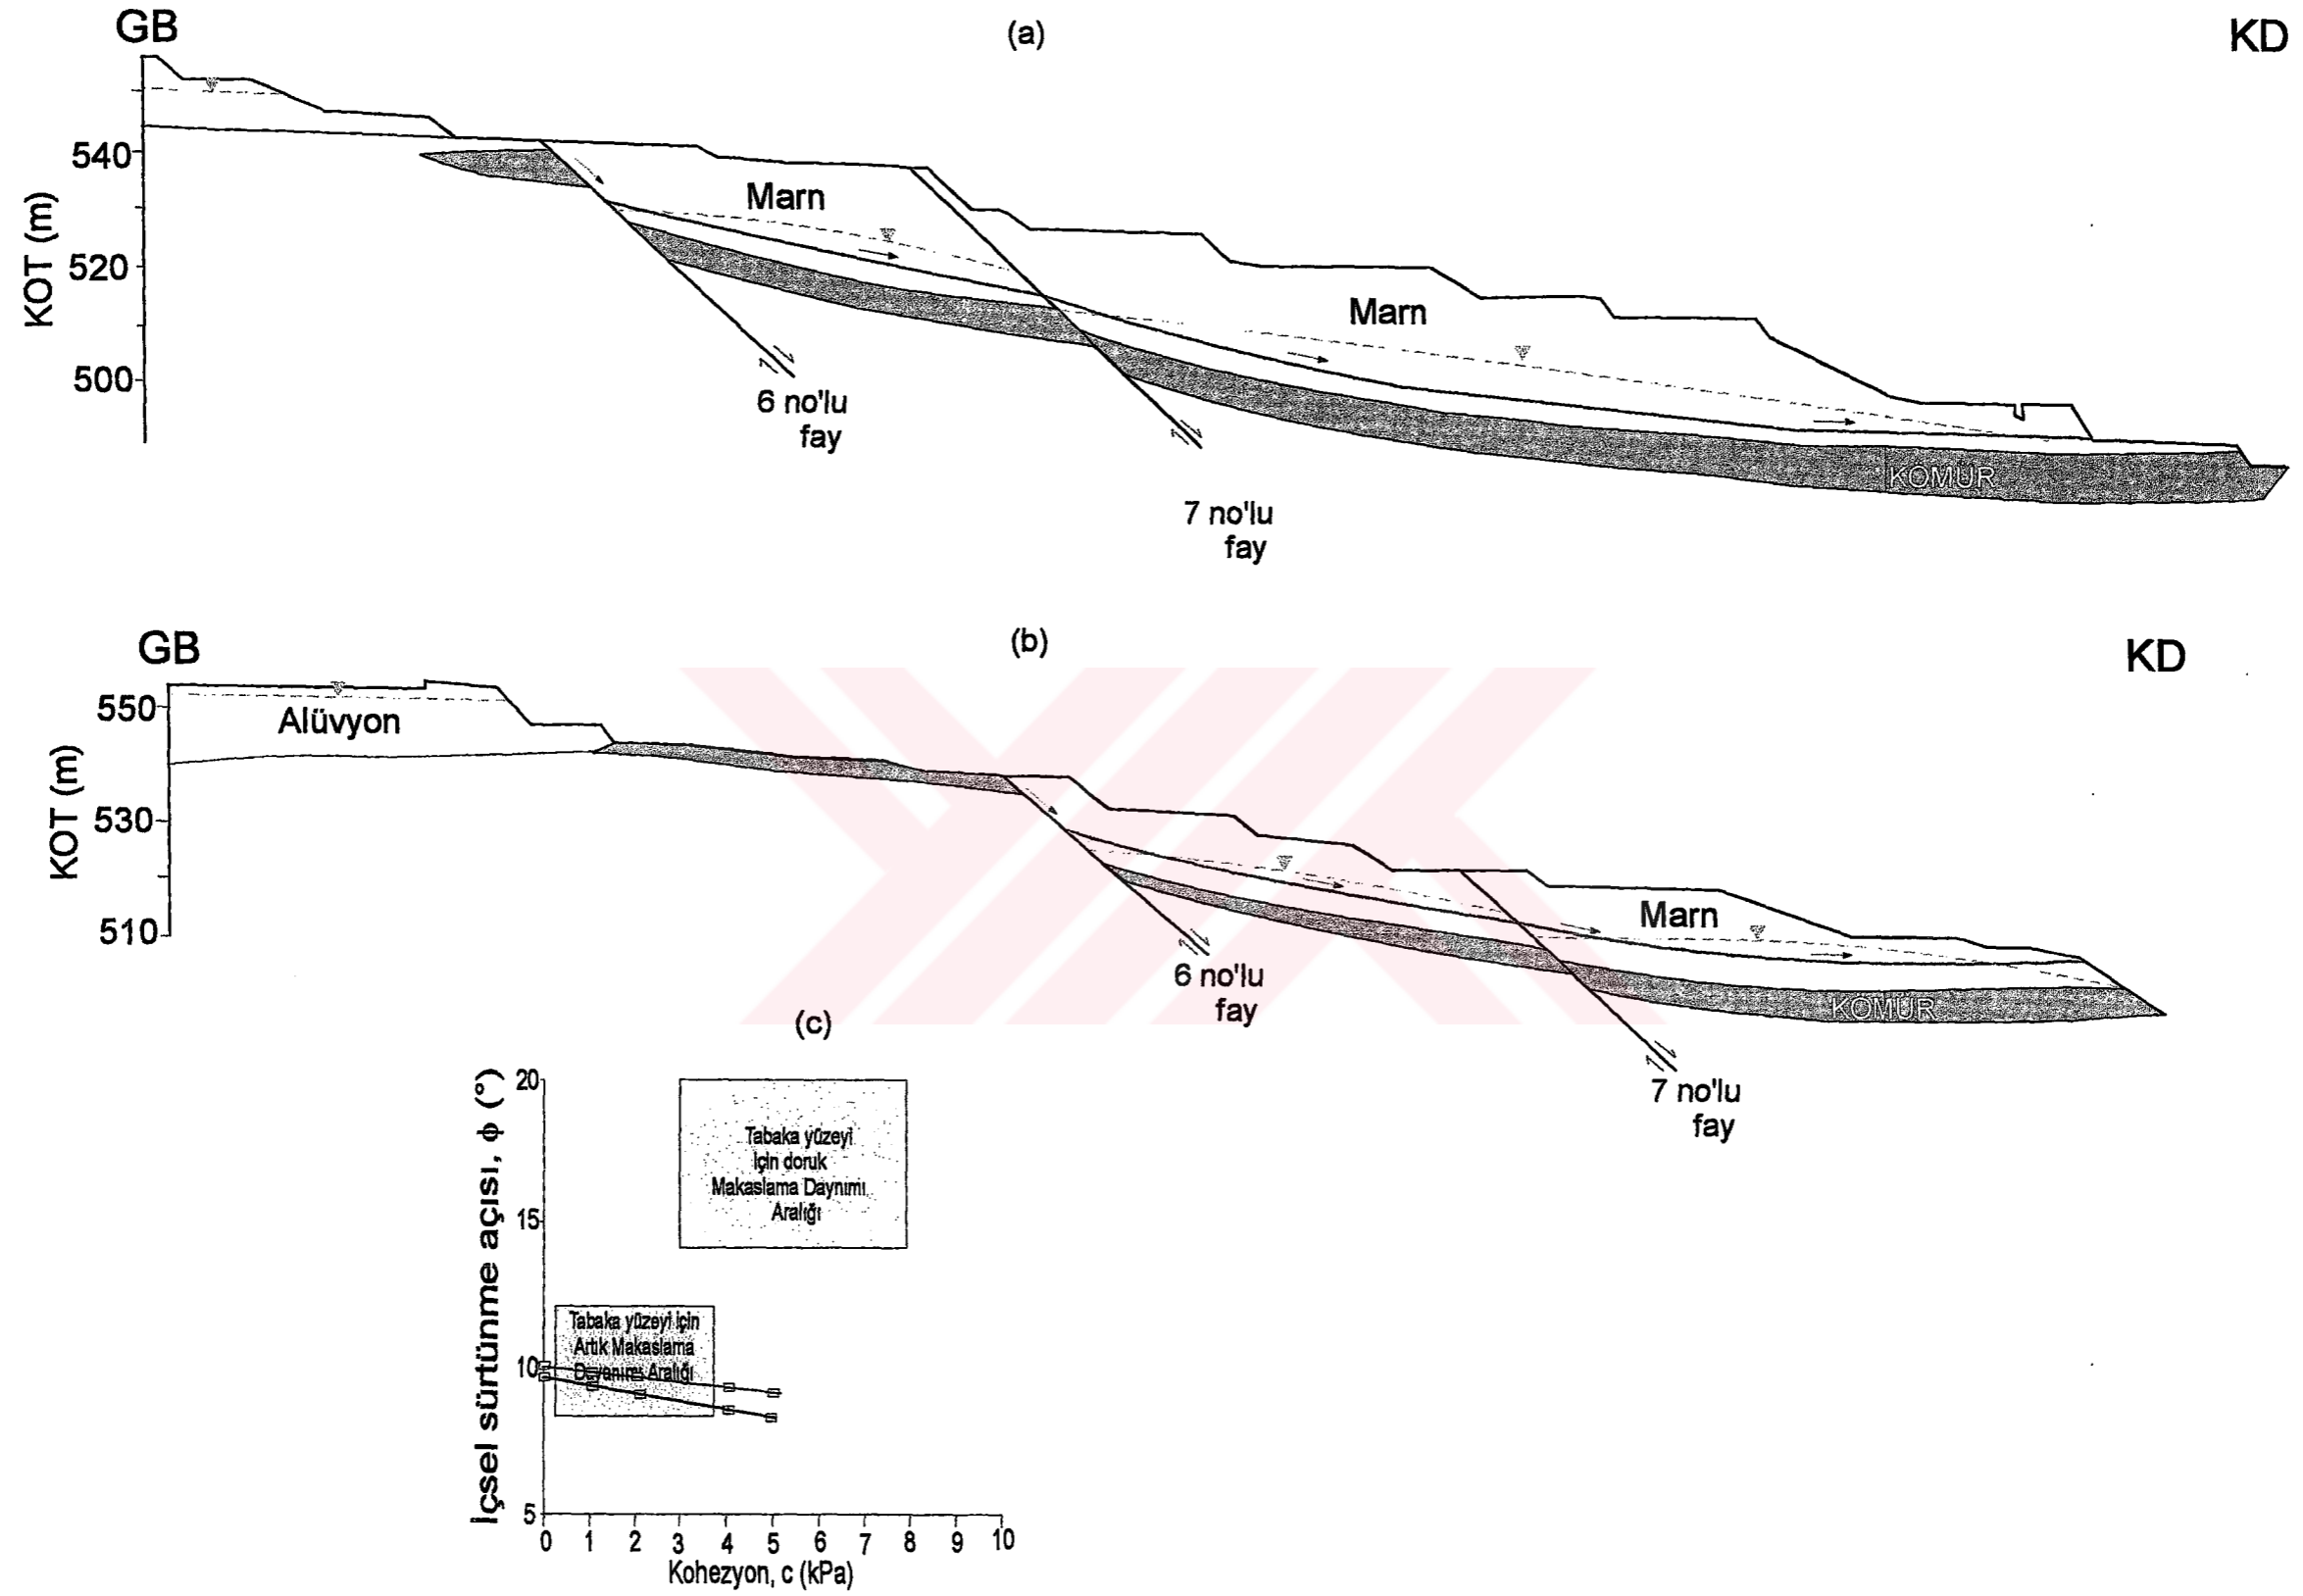 (a)
GB
KD
KOT (m)
540
520
500
Marn
Marn
6 no'lu
fay
7 no'lu
fay
KÖMÜR
(b)
GB
KD
KOT (m)
550
530
510
Alüvyon
Marn
KÖMÜR
6 no'lu
fay
7 no'lu
fay
(c)
İçsel sürtünme açısı, ϕ (°)
20
15
10
5
Tabaka yüzeyi
için doruk
Makaslama Daynımı
Aralığı
Tabaka yüzeyi için
Artık Makaslama
Dayanımı Aralığı
0 1 2 3 4 5 6 7 8 9 10
Kohezyon, c (kPa)